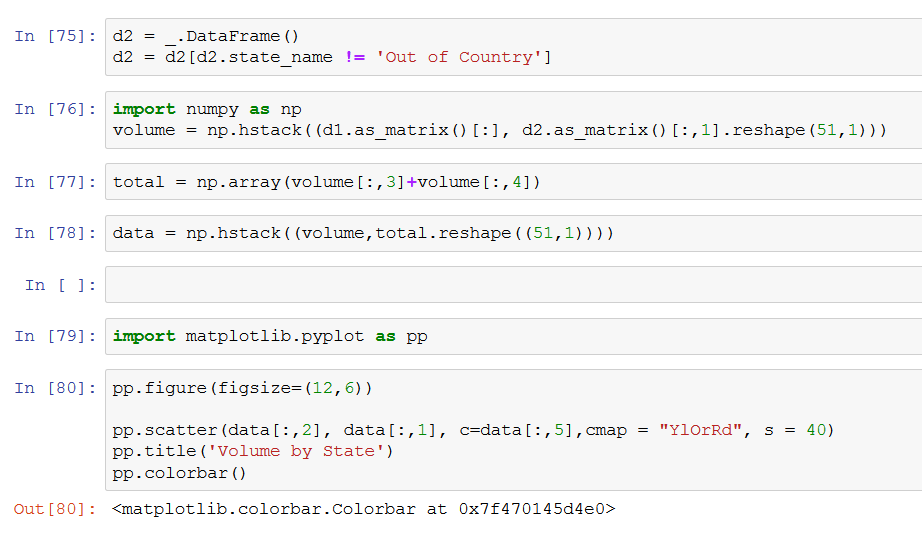 In [75]: d2 = _.DataFrame()
d2 = d2[d2.state_name != 'Out of Country']
In [76]: import numpy as np
volume = np.hstack((d1.as_matrix()[:], d2.as_matrix()[:,1].reshape(51,1)))
In [77]: total = np.array(volume[:,3]+volume[:,4])
In [78]: data = np.hstack((volume,total.reshape((51,1))))
In [ ]:
In [79]: import matplotlib.pyplot as pp
In [80]: pp.figure(figsize=(12,6))
pp.scatter(data[:,2], data[:,1], c=data[:,5],cmap = "YlOrRd", s = 40)
pp.title('Volume by State')
pp.colorbar()
Out[80]: <matplotlib.colorbar.Colorbar at 0x7f470145d4e0>